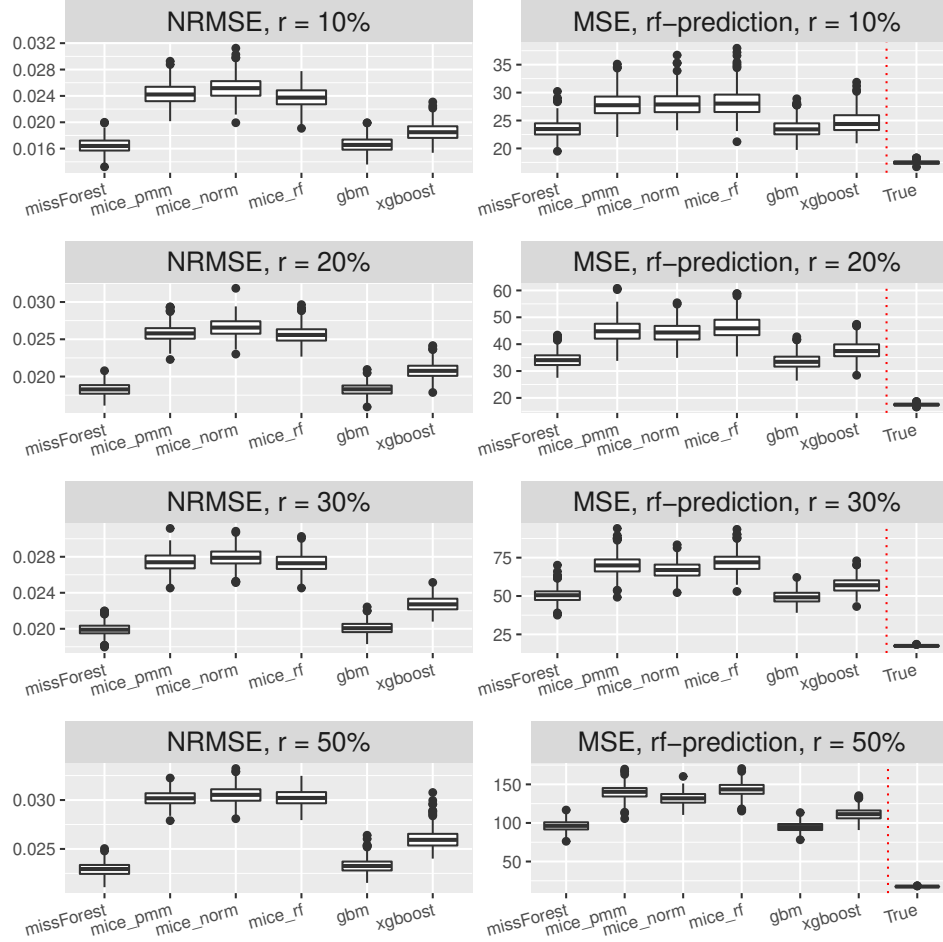 NRMSE, r = 10%
0.032
0.028
0.024
0.020
0.016
missForest
mice_pmm
mice_norm
mice_rf
gbm
xgboost
MSE, rf−prediction, r = 10%
35
30
25
20
missForest
mice_pmm
mice_norm
mice_rf
gbm
xgboost
True
NRMSE, r = 20%
0.030
0.025
0.020
missForest
mice_pmm
mice_norm
mice_rf
gbm
xgboost
MSE, rf−prediction, r = 20%
60
50
40
30
20
missForest
mice_pmm
mice_norm
mice_rf
gbm
xgboost
True
NRMSE, r = 30%
0.028
0.024
0.020
missForest
mice_pmm
mice_norm
mice_rf
gbm
xgboost
MSE, rf−prediction, r = 30%
75
50
25
missForest
mice_pmm
mice_norm
mice_rf
gbm
xgboost
True
NRMSE, r = 50%
0.030
0.025
missForest
mice_pmm
mice_norm
mice_rf
gbm
xgboost
MSE, rf−prediction, r = 50%
150
100
50
missForest
mice_pmm
mice_norm
mice_rf
gbm
xgboost
True